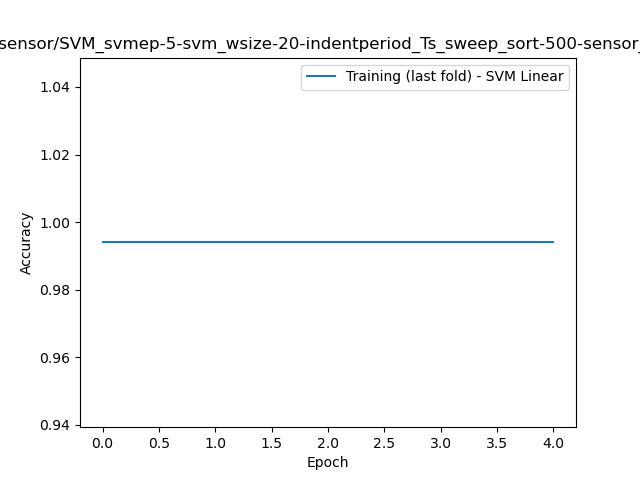 sensor/SVM_svmep-5-svm_wsize-20-indentperiod_Ts_sweep_sort-500-sensor_
Training (last fold) - SVM Linear
1.04
1.02
1.00
0.98
0.96
0.94
Accuracy
0.0 0.5 1.0 1.5 2.0 2.5 3.0 3.5 4.0
Epoch